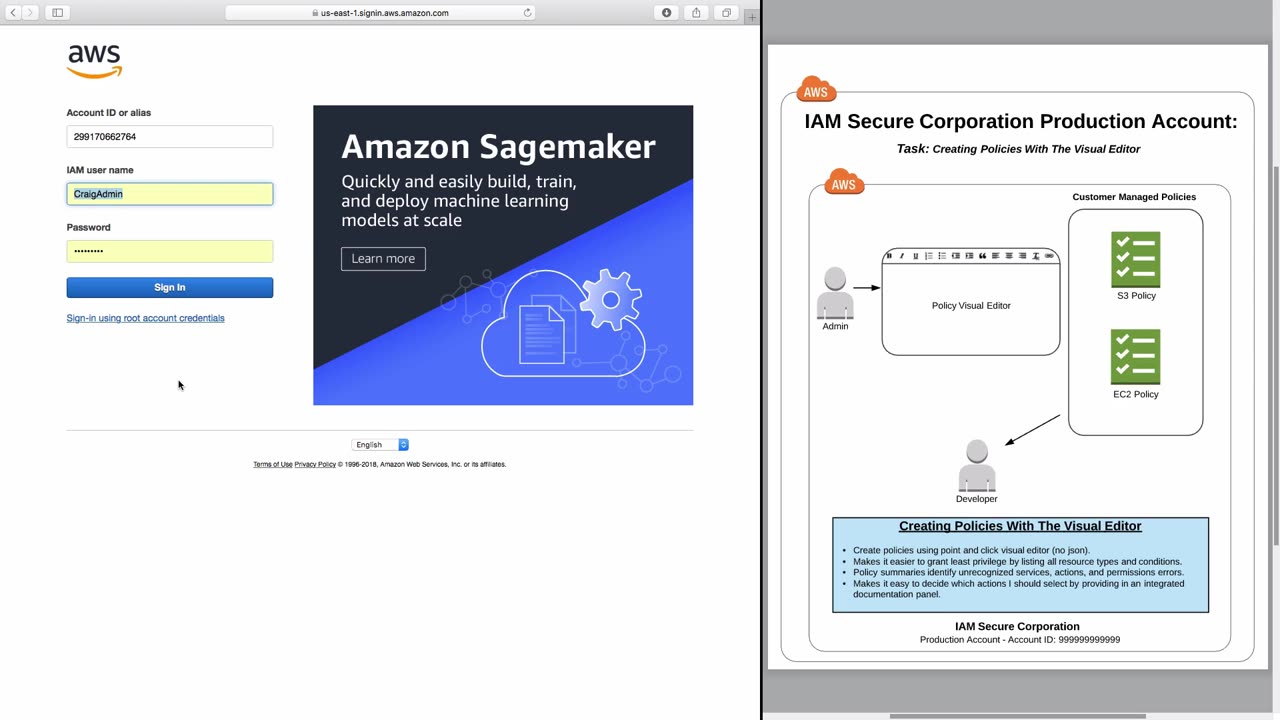 us-east-1.signin.aws.amazon.com
aws
Account ID or alias
299170662764
IAM user name
CraigAdmin
Password
•••••••••
Sign In
Sign-in using root account credentials
Amazon Sagemaker
Quickly and easily build, train,
and deploy machine learning
models at scale
Learn more
English
Terms of Use Privacy Policy © 1996-2018, Amazon Web Services, Inc. or its affiliates.
AWS
IAM Secure Corporation Production Account:
Task: Creating Policies With The Visual Editor
AWS
Customer Managed Policies
B I U
Policy Visual Editor
Admin
S3 Policy
EC2 Policy
Developer
Creating Policies With The Visual Editor
• Create policies using point and click visual editor (no json).
• Makes it easier to grant least privilege by listing all resource types and conditions.
• Policy summaries identify unrecognized services, actions, and permissions errors.
• Makes it easy to decide which actions I should select by providing in an integrated
documentation panel.
IAM Secure Corporation
Production Account - Account ID: 999999999999